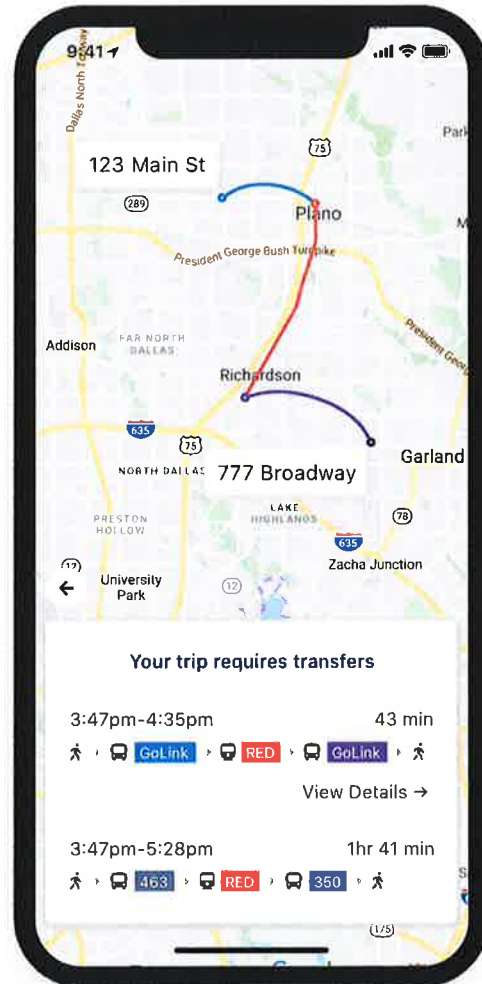 9:41
Dallas North Tollway
75
Park
123 Main St
289
Plano
M
President George Bush Turnpike
FAR NORTH
DALLAS
Addison
President Georg
Richardson
635
75
Garland
NORTH DALLAS
777 Broadway
LAKE
HIGHLANDS
78
PRESTON
HOLLOW
635
Zacha Junction
12
University
Park
12
←
Your trip requires transfers
3:47pm-4:35pm 43 min
GoLink RED GoLink
View Details →
3:47pm-5:28pm 1hr 41 min
463 RED 350
S
175